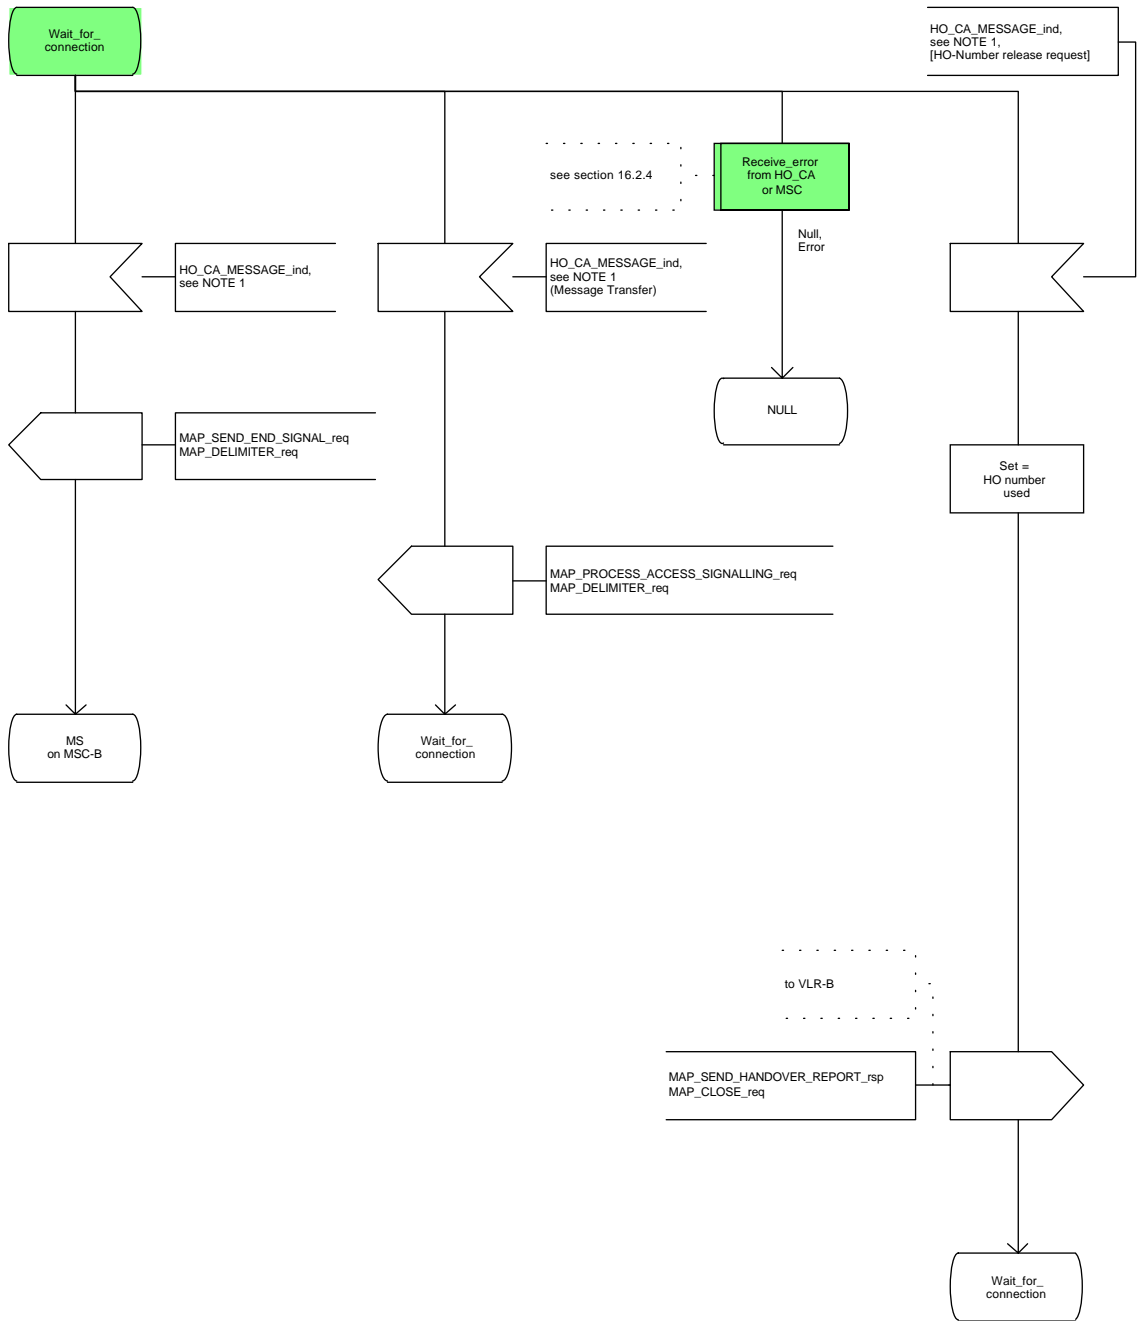 Wait_for_
connection
HO_CA_MESSAGE_ind,
see NOTE 1,
[HO-Number release request]
see section 16.2.4
Receive_error
from HO_CA
or MSC
Null,
Error
HO_CA_MESSAGE_ind,
see NOTE 1
HO_CA_MESSAGE_ind,
see NOTE 1
(Message Transfer)
NULL
MAP_SEND_END_SIGNAL_req
MAP_DELIMITER_req
Set =
HO number
used
MAP_PROCESS_ACCESS_SIGNALLING_req
MAP_DELIMITER_req
MS
on MSC-B
Wait_for_
connection
to VLR-B
MAP_SEND_HANDOVER_REPORT_rsp
MAP_CLOSE_req
Wait_for_
connection